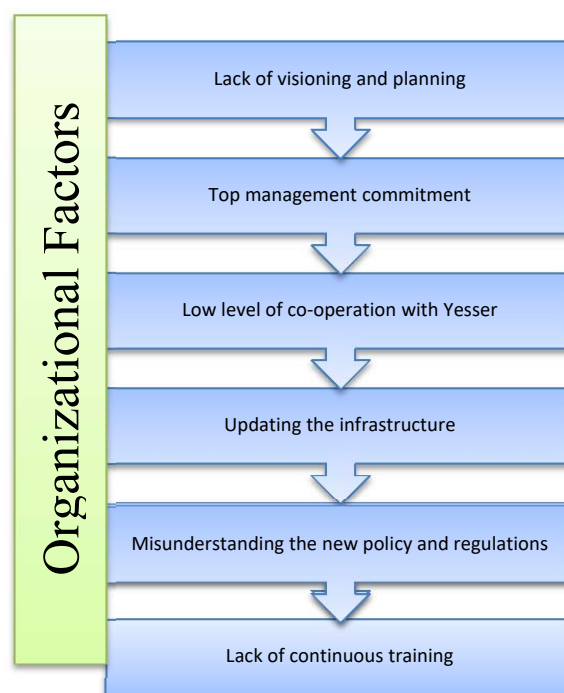 Organizational Factors
Lack of visioning and planning
Top management commitment
Low level of co-operation with Yesser
Updating the infrastructure
Misunderstanding the new policy and regulations
Lack of continuous training